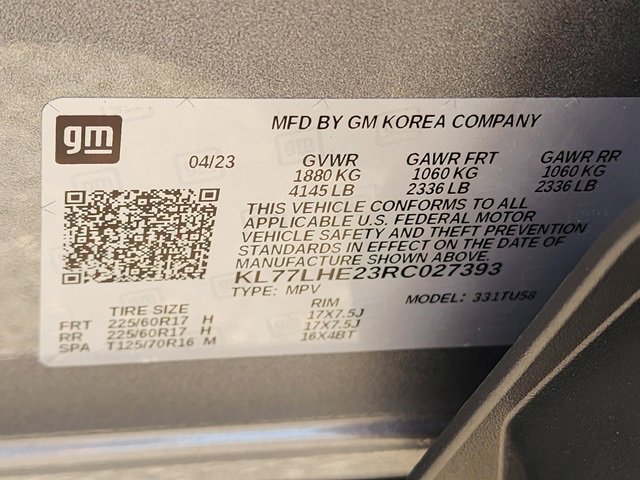 gm
MFD BY GM KOREA COMPANY
04/23 GVWR GAWR FRT GAWR RR
1880 KG 1060 KG 1060 KG
4145 LB 2336 LB 2336 LB
THIS VEHICLE CONFORMS TO ALL
APPLICABLE U.S. FEDERAL MOTOR
VEHICLE SAFETY AND THEFT PREVENTION
STANDARDS IN EFFECT ON THE DATE OF
MANUFACTURE SHOWN ABOVE.
KL77LHE23RC027393
TYPE: MPV MODEL: 331TU58
TIRE SIZE RIM
FRT 225/60R17 H 17X7.5J
RR 225/60R17 H 17X7.5J
SPA T125/70R16 M 16X4BT